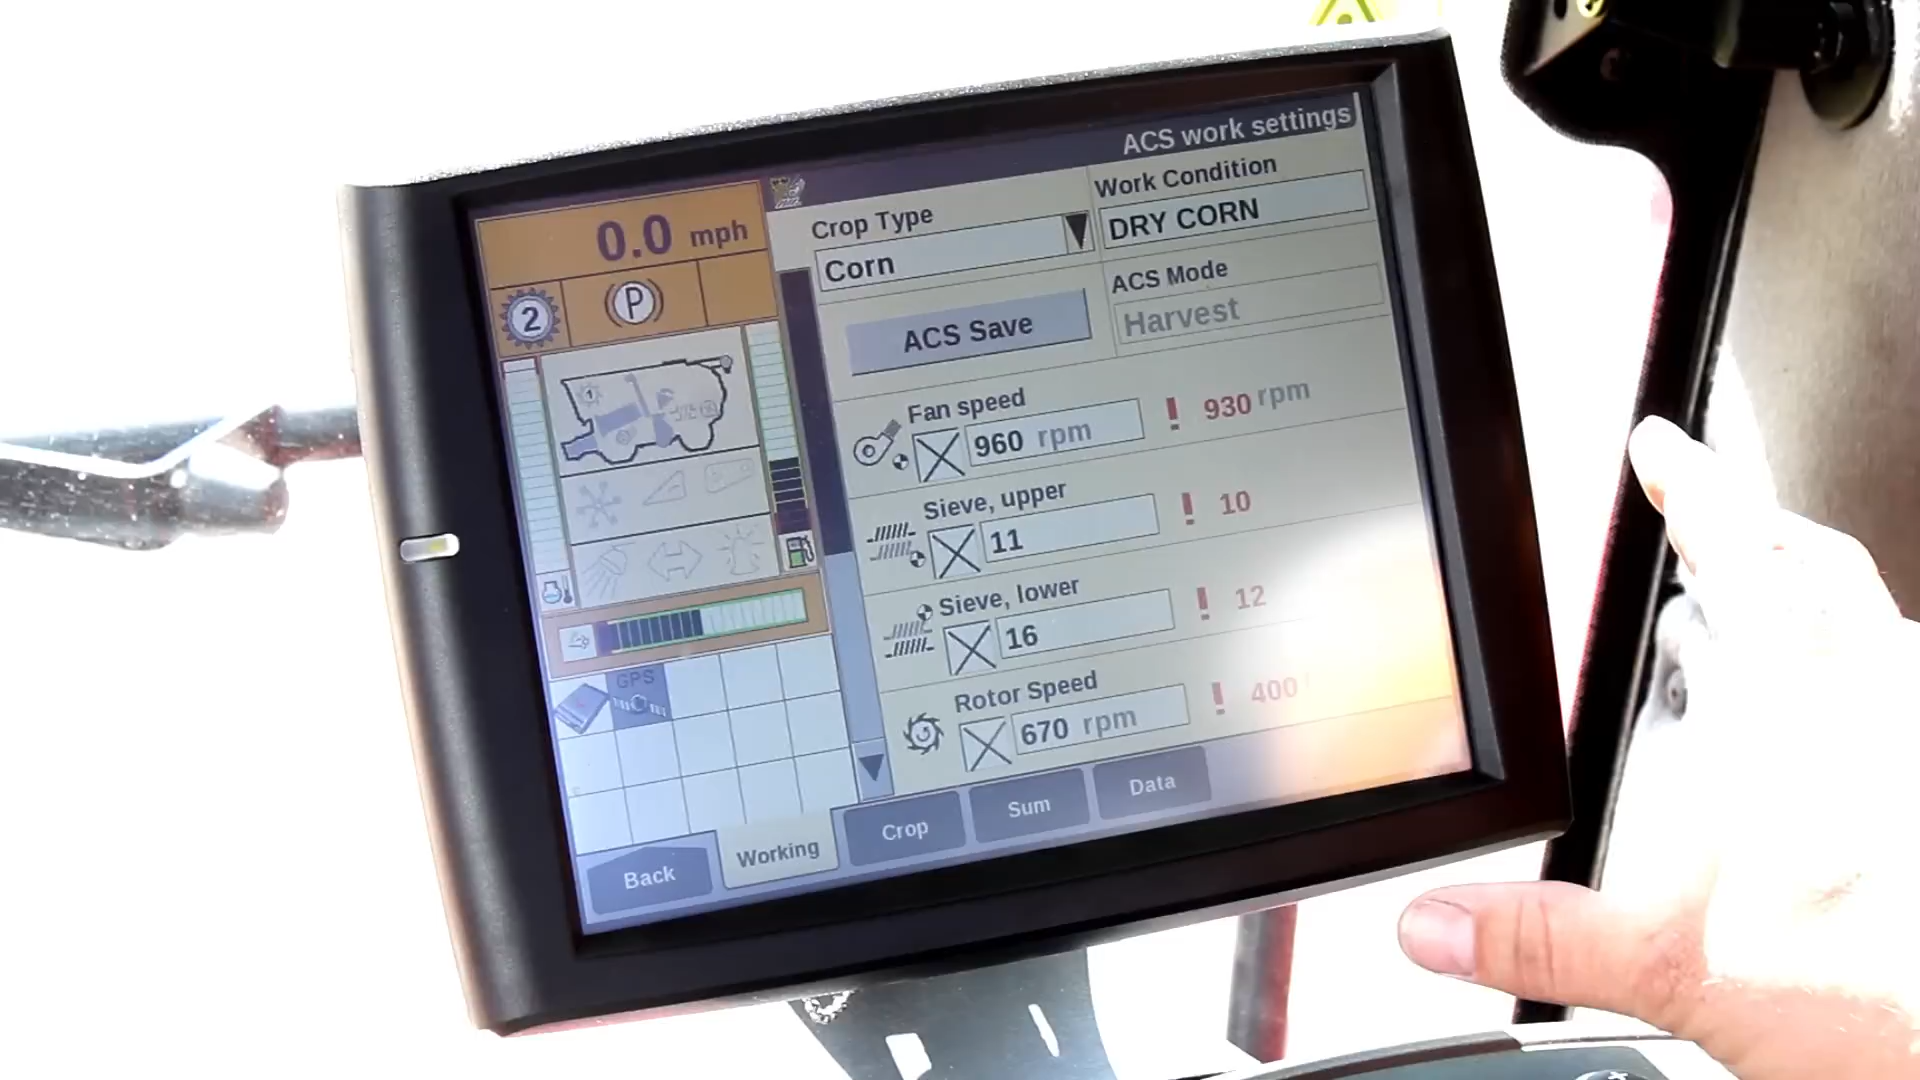 ACS work settings
0.0 mph
2
P
1
GPS
Crop Type
Corn
Work Condition
DRY CORN
ACS Save
ACS Mode
Harvest
Fan speed
960 rpm ! 930 rpm
Sieve, upper
11 ! 10
Sieve, lower
16 ! 12
Rotor Speed
670 rpm ! 400
Back
Working
Crop
Sum
Data